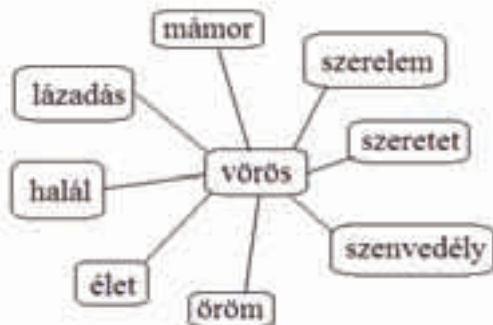 mámor
szerelem
lázadás
szeretet
vörös
halál
szenvedély
élet
öröm